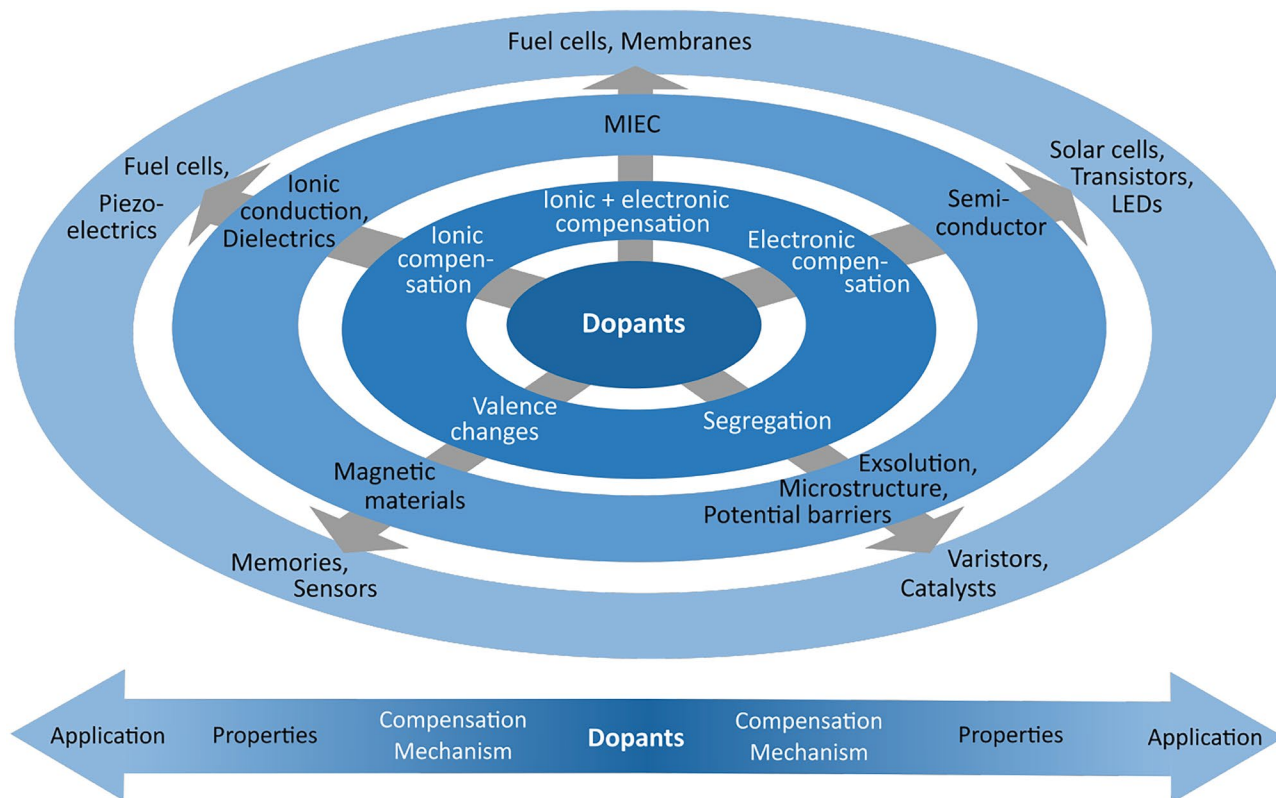 Fuel cells, Membranes
MIEC
Ionic + electronic
compensation
Fuel cells,
Piezo-
electrics
Ionic
conduction,
Dielectrics
Ionic
compen-
sation
Electronic
compen-
sation
Semi-
conductor
Solar cells,
Transistors,
LEDs
Dopants
Valence
changes
Segregation
Magnetic
materials
Exsolution,
Microstructure,
Potential barriers
Memories,
Sensors
Varistors,
Catalysts
Application
Properties
Compensation
Mechanism
Dopants
Compensation
Mechanism
Properties
Application